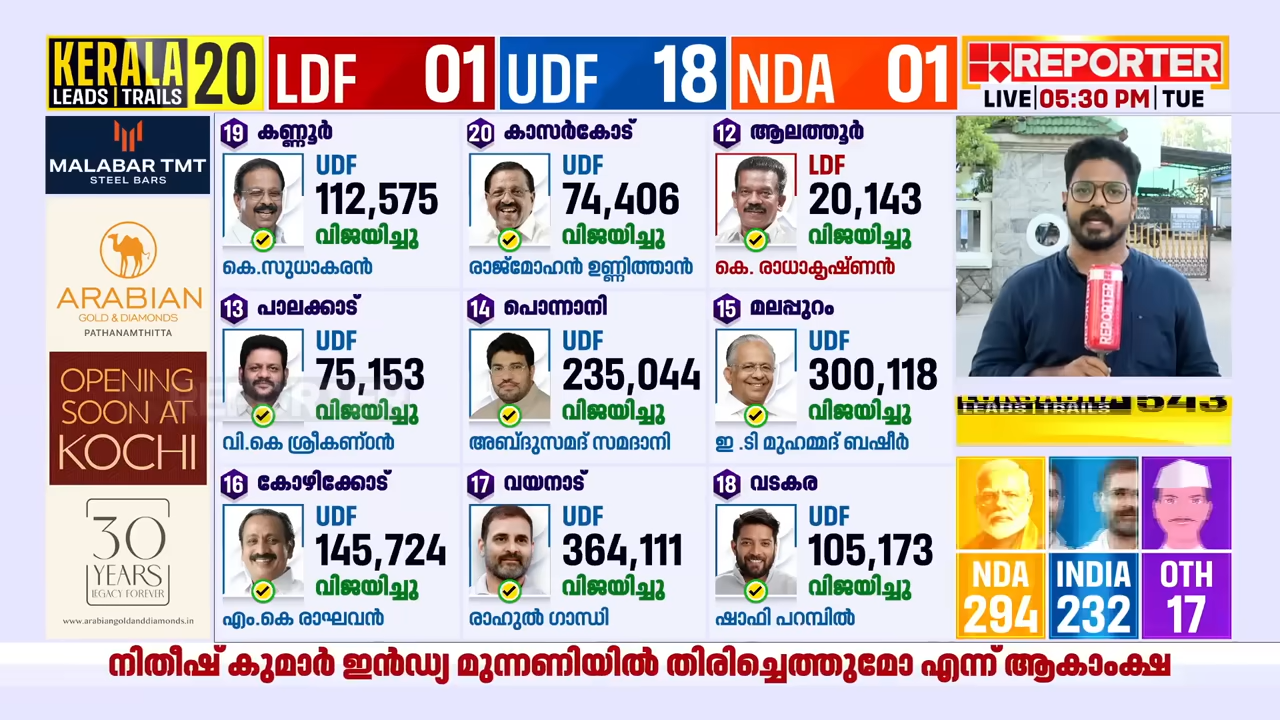 KERALA 20
LEADS | TRAILS
LDF 01
UDF 18
NDA 01
REPORTER
LIVE | 05:30 PM | TUE
MALABAR TMT
STEEL BARS
ARABIAN
GOLD & DIAMONDS
PATHANAMTHITTA
OPENING
SOON AT
KOCHI
30
YEARS
LEGACY FOREVER
www.arabiangoldanddiamonds.in
19 കണ്ണൂർ
UDF
112,575
വിജയിച്ചു
കെ.സുധാകരൻ
20 കാസർകോട്
UDF
74,406
വിജയിച്ചു
രാജ്മോഹൻ ഉണ്ണിത്താൻ
12 ആലത്തൂർ
LDF
20,143
വിജയിച്ചു
കെ. രാധാകൃഷ്ണൻ
13 പാലക്കാട്
UDF
75,153
വിജയിച്ചു
വി.കെ ശ്രീകണ്ഠൻ
14 പൊന്നാനി
UDF
235,044
വിജയിച്ചു
അബ്ദുസമദ് സമദാനി
15 മലപ്പുറം
UDF
300,118
വിജയിച്ചു
ഇ .ടി മുഹമ്മദ് ബഷീർ
16 കോഴിക്കോട്
UDF
145,724
വിജയിച്ചു
എം.കെ രാഘവൻ
17 വയനാട്
UDF
364,111
വിജയിച്ചു
രാഹുൽ ഗാന്ധി
18 വടകര
UDF
105,173
വിജയിച്ചു
ഷാഫി പറമ്പിൽ
REPORTER
LEADS | TRAILS 543
NDA
294
INDIA
232
OTH
17
നിതീഷ് കുമാർ ഇൻഡ്യ മുന്നണിയിൽ തിരിച്ചെത്തുമോ എന്ന് ആകാംക്ഷ